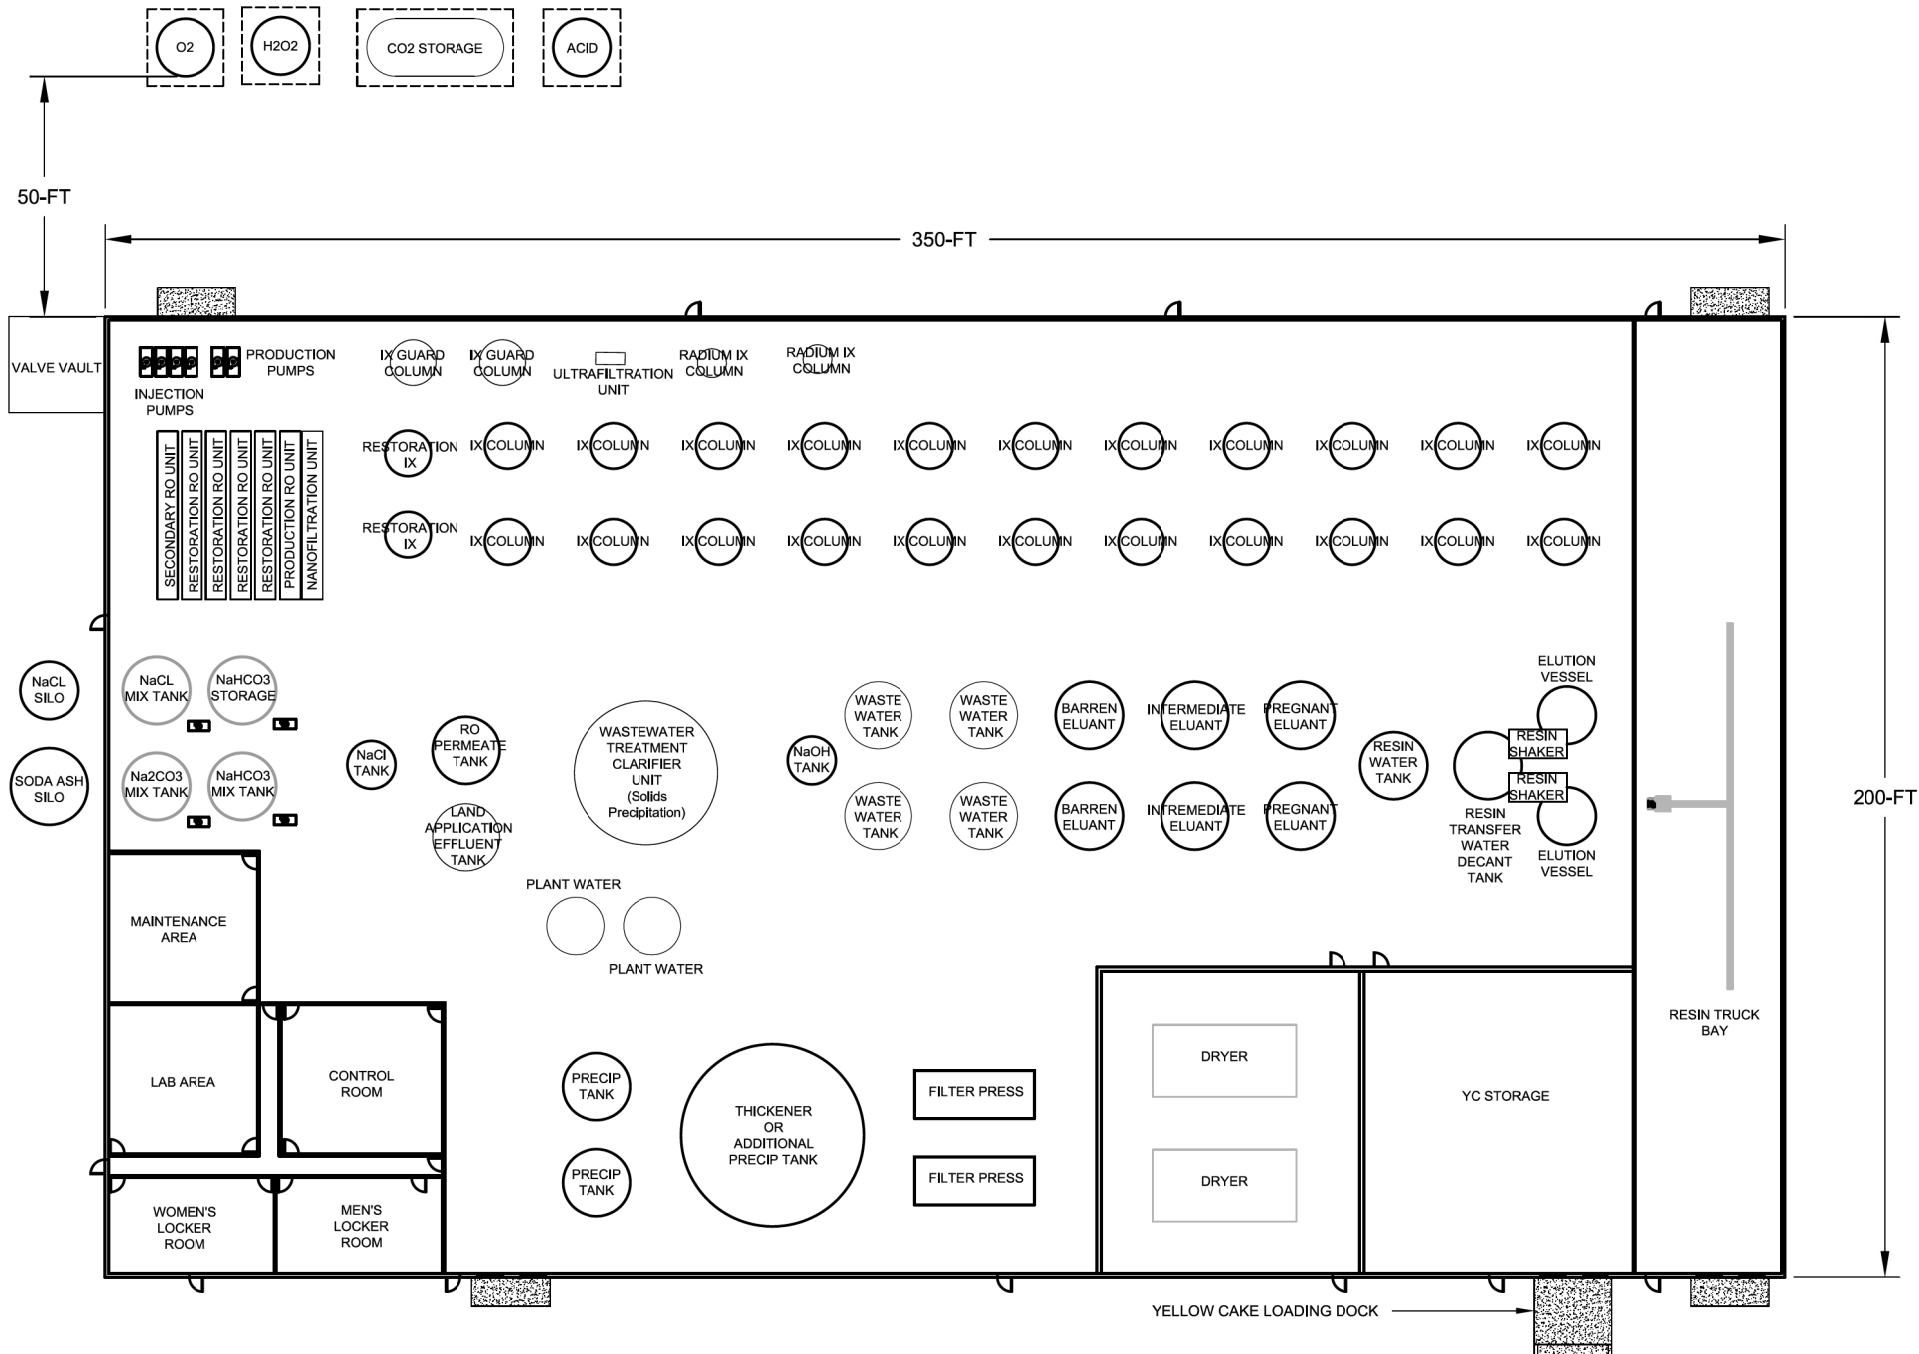 O2
H2O2
CO2 STORAGE
ACID
50-FT
350-FT
VALVE VAULT
PRODUCTION
PUMPS
INJECTION
PUMPS
IX GUARD
COLUMN
IX GUARD
COLUMN
ULTRAFILTRATION
UNIT
RADIUM IX
COLUMN
RADIUM IX
COLUMN
SECONDARY RO UNIT
RESTORATION RO UNIT
RESTORATION RO UNIT
RESTORATION RO UNIT
RESTORATION RO UNIT
PRODUCTION RO UNIT
NANOFILTRATION UNIT
RESTORATION
IX
IX COLUMN
IX COLUMN
IX COLUMN
IX COLUMN
IX COLUMN
IX COLUMN
IX COLUMN
IX COLUMN
IX COLUMN
IX COLUMN
IX COLUMN
RESTORATION
IX
IX COLUMN
IX COLUMN
IX COLUMN
IX COLUMN
IX COLUMN
IX COLUMN
IX COLUMN
IX COLUMN
IX COLUMN
IX COLUMN
IX COLUMN
NaCL
SILO
NaCL
MIX TANK
NaHCO3
STORAGE
SODA ASH
SILO
Na2CO3
MIX TANK
NaHCO3
MIX TANK
NaCl
TANK
RO
PERMEATE
TANK
LAND
APPLICATION
EFFLUENT
TANK
WASTEWATER
TREATMENT
CLARIFIER
UNIT
(Solids
Precipitation)
NaOH
TANK
WASTE
WATER
TANK
WASTE
WATER
TANK
BARREN
ELUANT
INTERMEDIATE
ELUANT
PREGNANT
ELUANT
WASTE
WATER
TANK
WASTE
WATER
TANK
BARREN
ELUANT
INTREMEDIATE
ELUANT
PREGNANT
ELUANT
RESIN
WATER
TANK
ELUTION
VESSEL
RESIN
SHAKER
RESIN
SHAKER
RESIN
TRANSFER
WATER
DECANT
TANK
ELUTION
VESSEL
200-FT
PLANT WATER
PLANT WATER
MAINTENANCE
AREA
LAB AREA
CONTROL
ROOM
WOMEN'S
LOCKER
ROOM
MEN'S
LOCKER
ROOM
PRECIP
TANK
PRECIP
TANK
THICKENER
OR
ADDITIONAL
PRECIP TANK
FILTER PRESS
FILTER PRESS
DRYER
DRYER
YC STORAGE
RESIN TRUCK
BAY
YELLOW CAKE LOADING DOCK